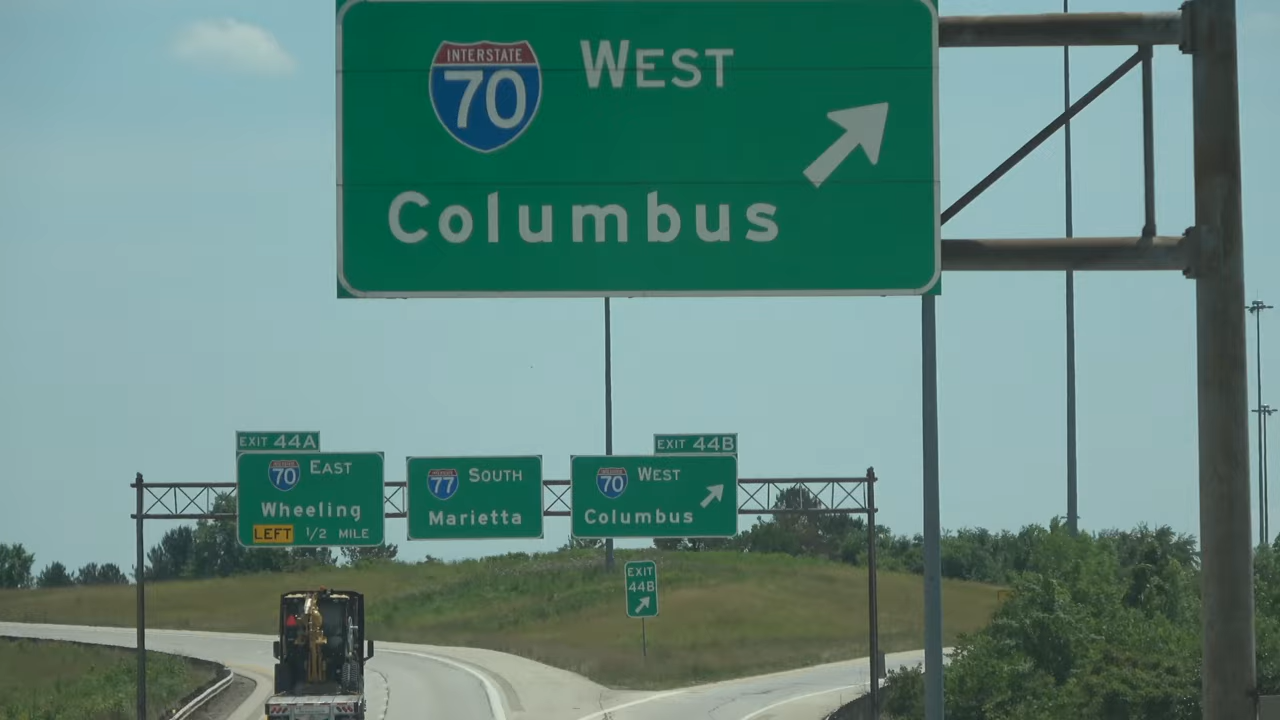 INTERSTATE
70
WEST
Columbus
EXIT 44A
70
EAST
Wheeling
LEFT 1/2 MILE
77
SOUTH
Marietta
EXIT 44B
70
WEST
Columbus
EXIT
44B